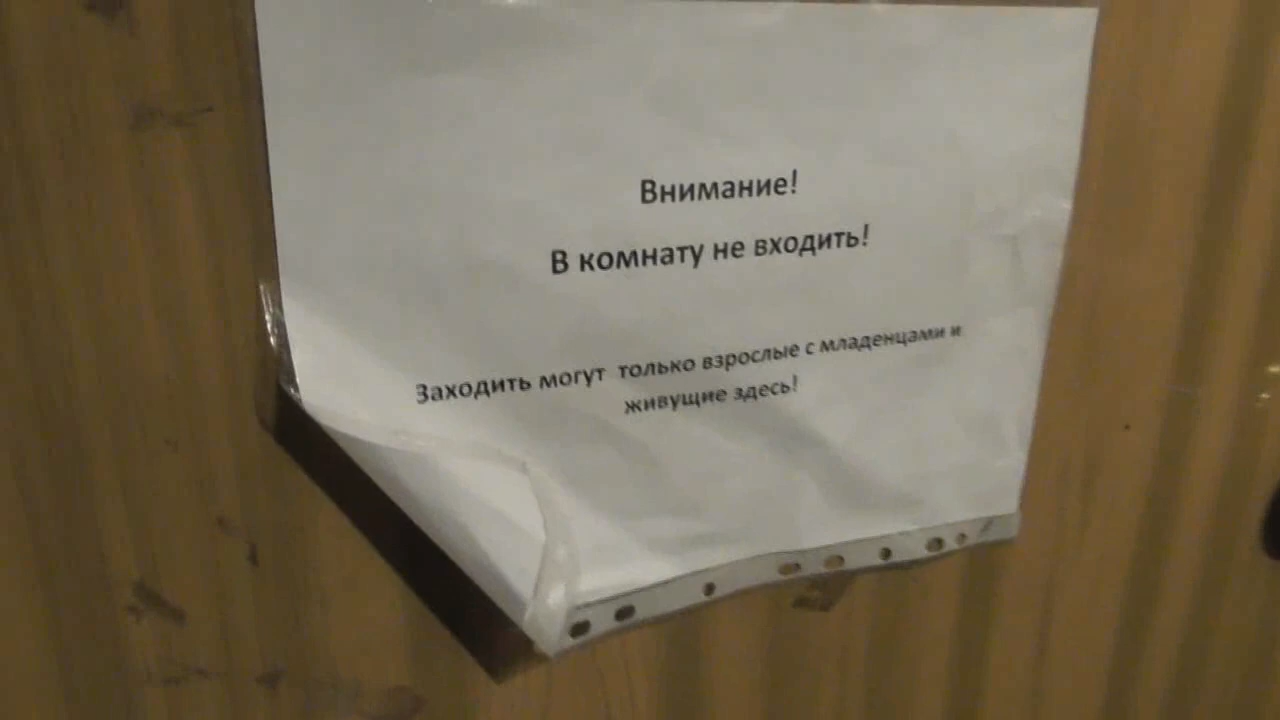 Внимание!
В комнату не входить!
Заходить могут только взрослые с младенцами и
живущие здесь!